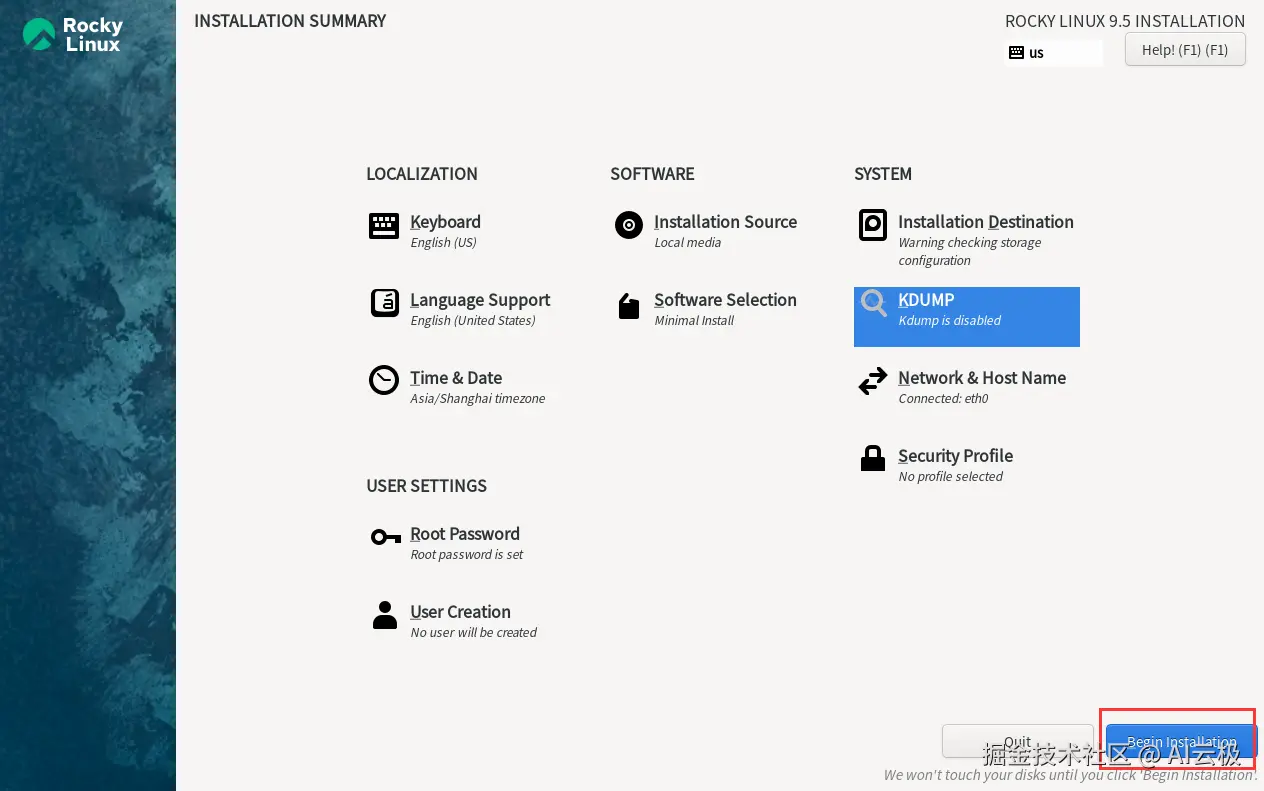 Rocky
Linux
INSTALLATION SUMMARY
ROCKY LINUX 9.5 INSTALLATION
us
Help! (F1) (F1)
LOCALIZATION
Keyboard
English (US)
Language Support
English (United States)
Time & Date
Asia/Shanghai timezone
SOFTWARE
Installation Source
Local media
Software Selection
Minimal Install
SYSTEM
Installation Destination
Warning checking storage
configuration
KDUMP
Kdump is disabled
Network & Host Name
Connected: eth0
Security Profile
No profile selected
USER SETTINGS
Root Password
Root password is set
User Creation
No user will be created
Quit
Begin Installation
掘金技术社区 @ AI云极
We won't touch your disks until you click 'Begin Installation'.